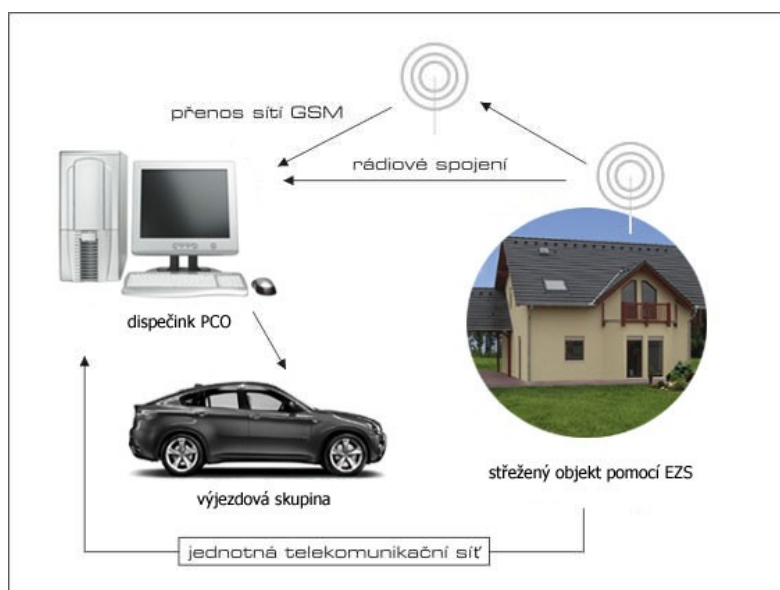 přenos sítí GSM
rádiové spojení
dispečink PCO
výjezdová skupina
střežený objekt pomocí EZS
jednotná telekomunikační síť